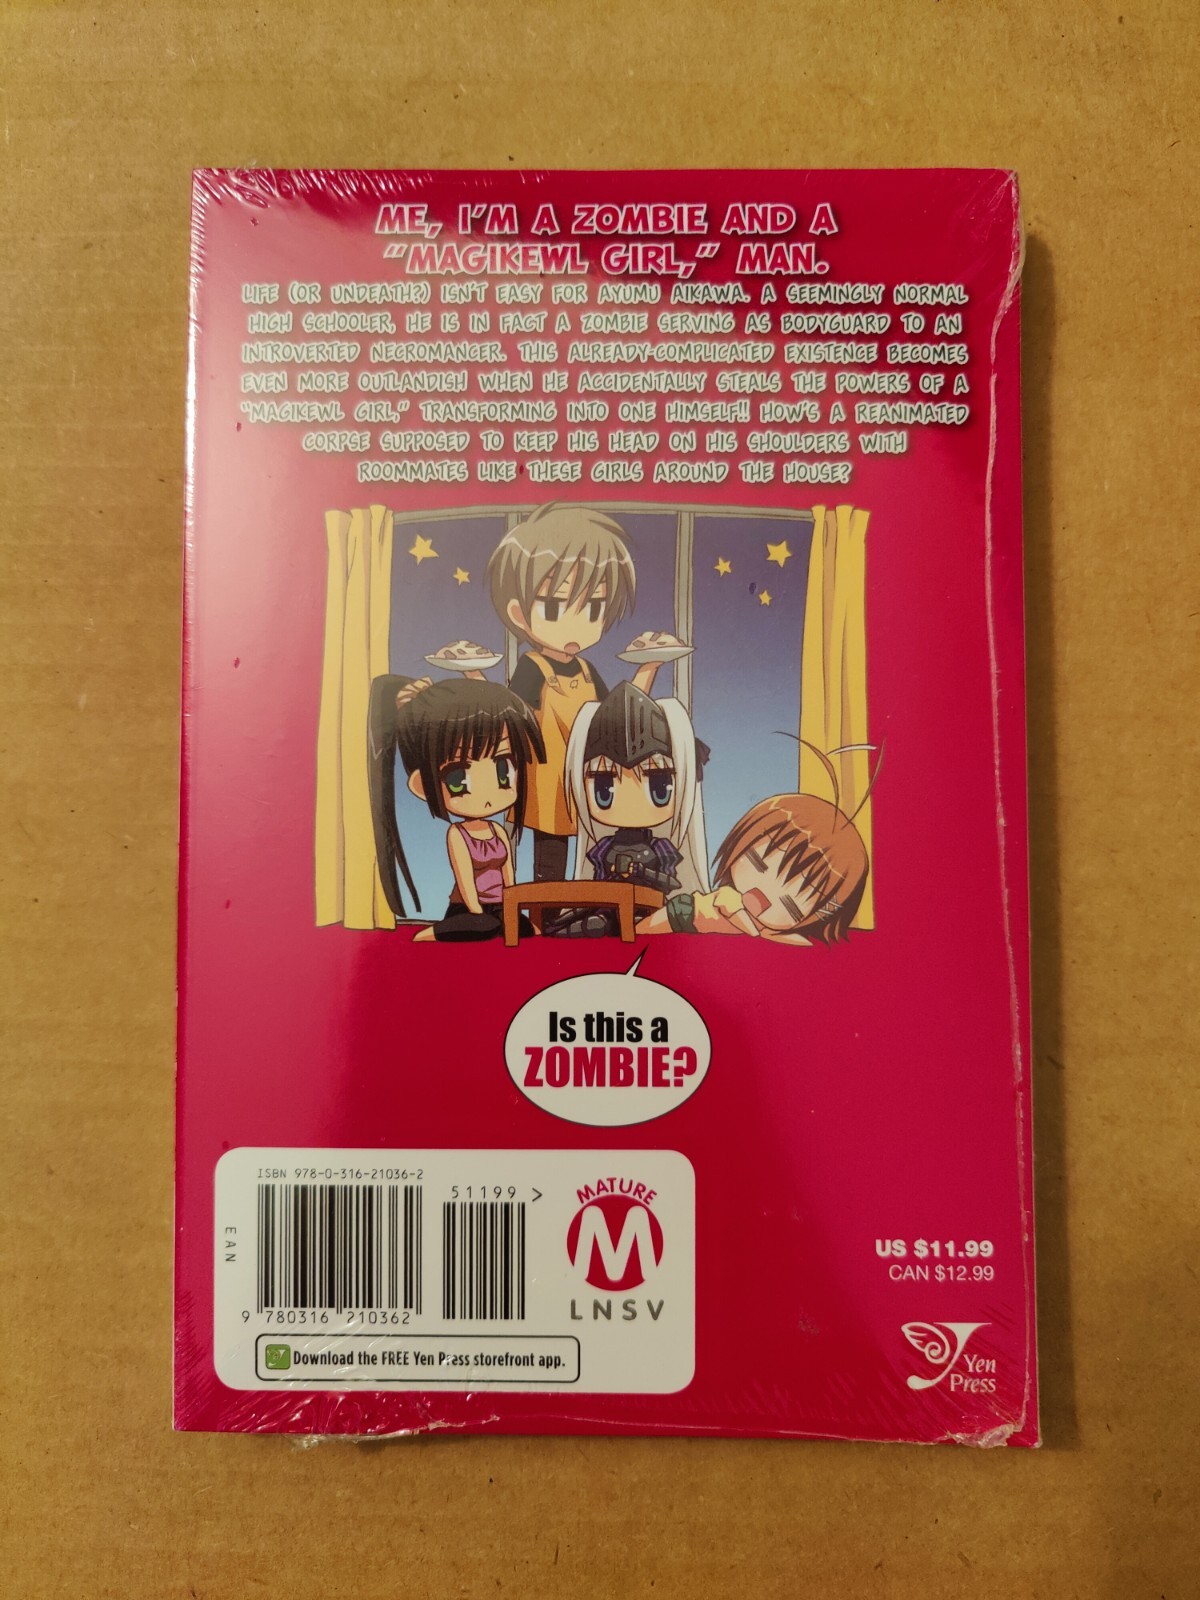 ME, I'M A ZOMBIE AND A
"MAGIKEWL GIRL," MAN.
LIFE (OR UNDEATH?) ISN'T EASY FOR AYUMU AIKAWA. A SEEMINGLY NORMAL
HIGH SCHOOLER, HE IS IN FACT A ZOMBIE SERVING AS BODYGUARD TO AN
INTROVERTED NECROMANCER. THIS ALREADY-COMPLICATED EXISTENCE BECOMES
EVEN MORE OUTLANDISH WHEN HE ACCIDENTALLY STEALS THE POWERS OF A
"MAGIKEWL GIRL," TRANSFORMING INTO ONE HIMSELF!! HOW'S A REANIMATED
CORPSE SUPPOSED TO KEEP HIS HEAD ON HIS SHOULDERS WITH
ROOMMATES LIKE THESE GIRLS AROUND THE HOUSE?
Is this a
ZOMBIE?
ISBN 978-0-316-21036-2
51199 >
EAN
9 780316 210362
MATURE
M
LNSV
Download the FREE Yen Press storefront app.
US $11.99
CAN $12.99
Yen
Press